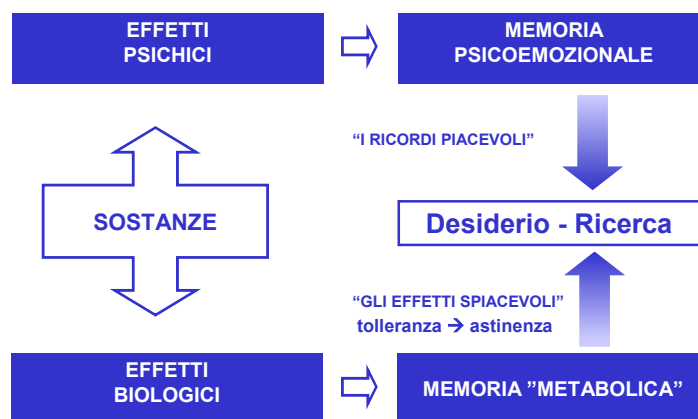 EFFETTI
PSICHICI
MEMORIA
PSICOEMOZIONALE
“I RICORDI PIACEVOLI”
SOSTANZE
Desiderio - Ricerca
“GLI EFFETTI SPIACEVOLI”
tolleranza → astinenza
EFFETTI
BIOLOGICI
MEMORIA ”METABOLICA”